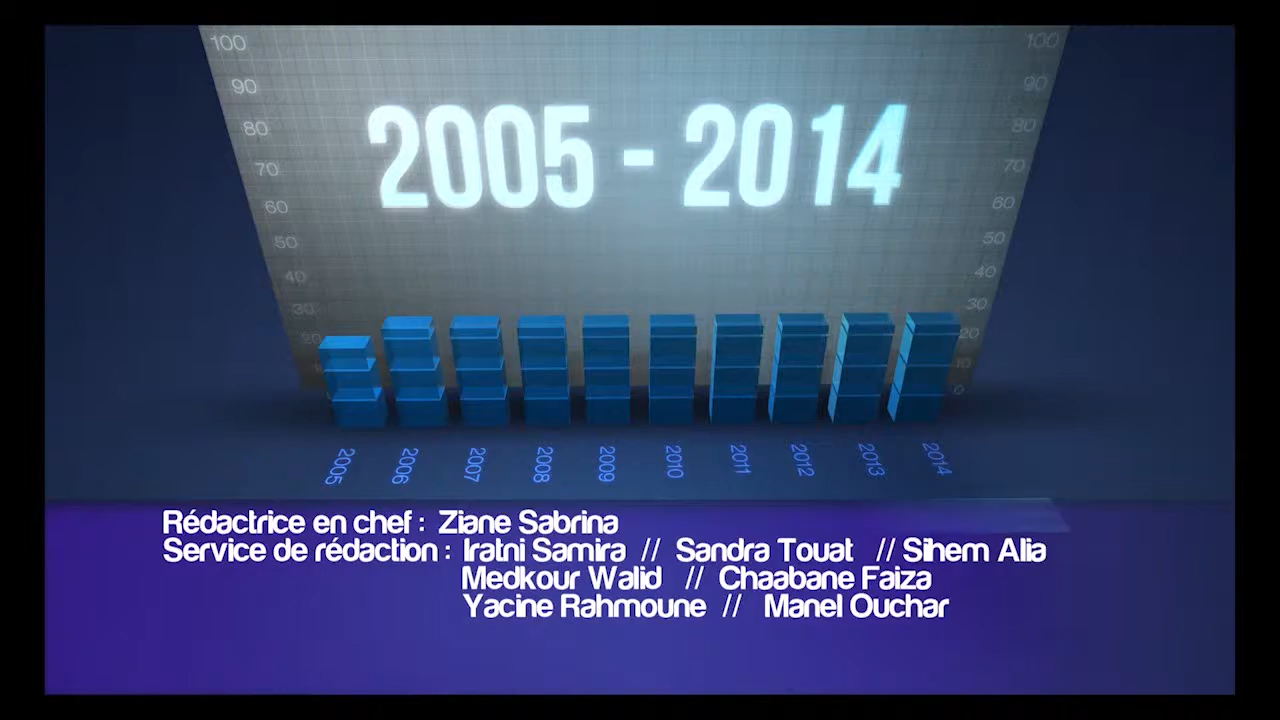 100 100
90 90
80 80
70 70
60 60
50 50
40 40
30 30
20 20
10
0
2005 - 2014
2005 2006 2007 2008 2009 2010 2011 2012 2013 2014
Rédactrice en chef : Ziane Sabrina
Service de rédaction : Iratni Samira // Sandra Touat // Sihem Alia
Medkour Walid // Chaabane Faiza
Yacine Rahmoune // Manel Ouchar